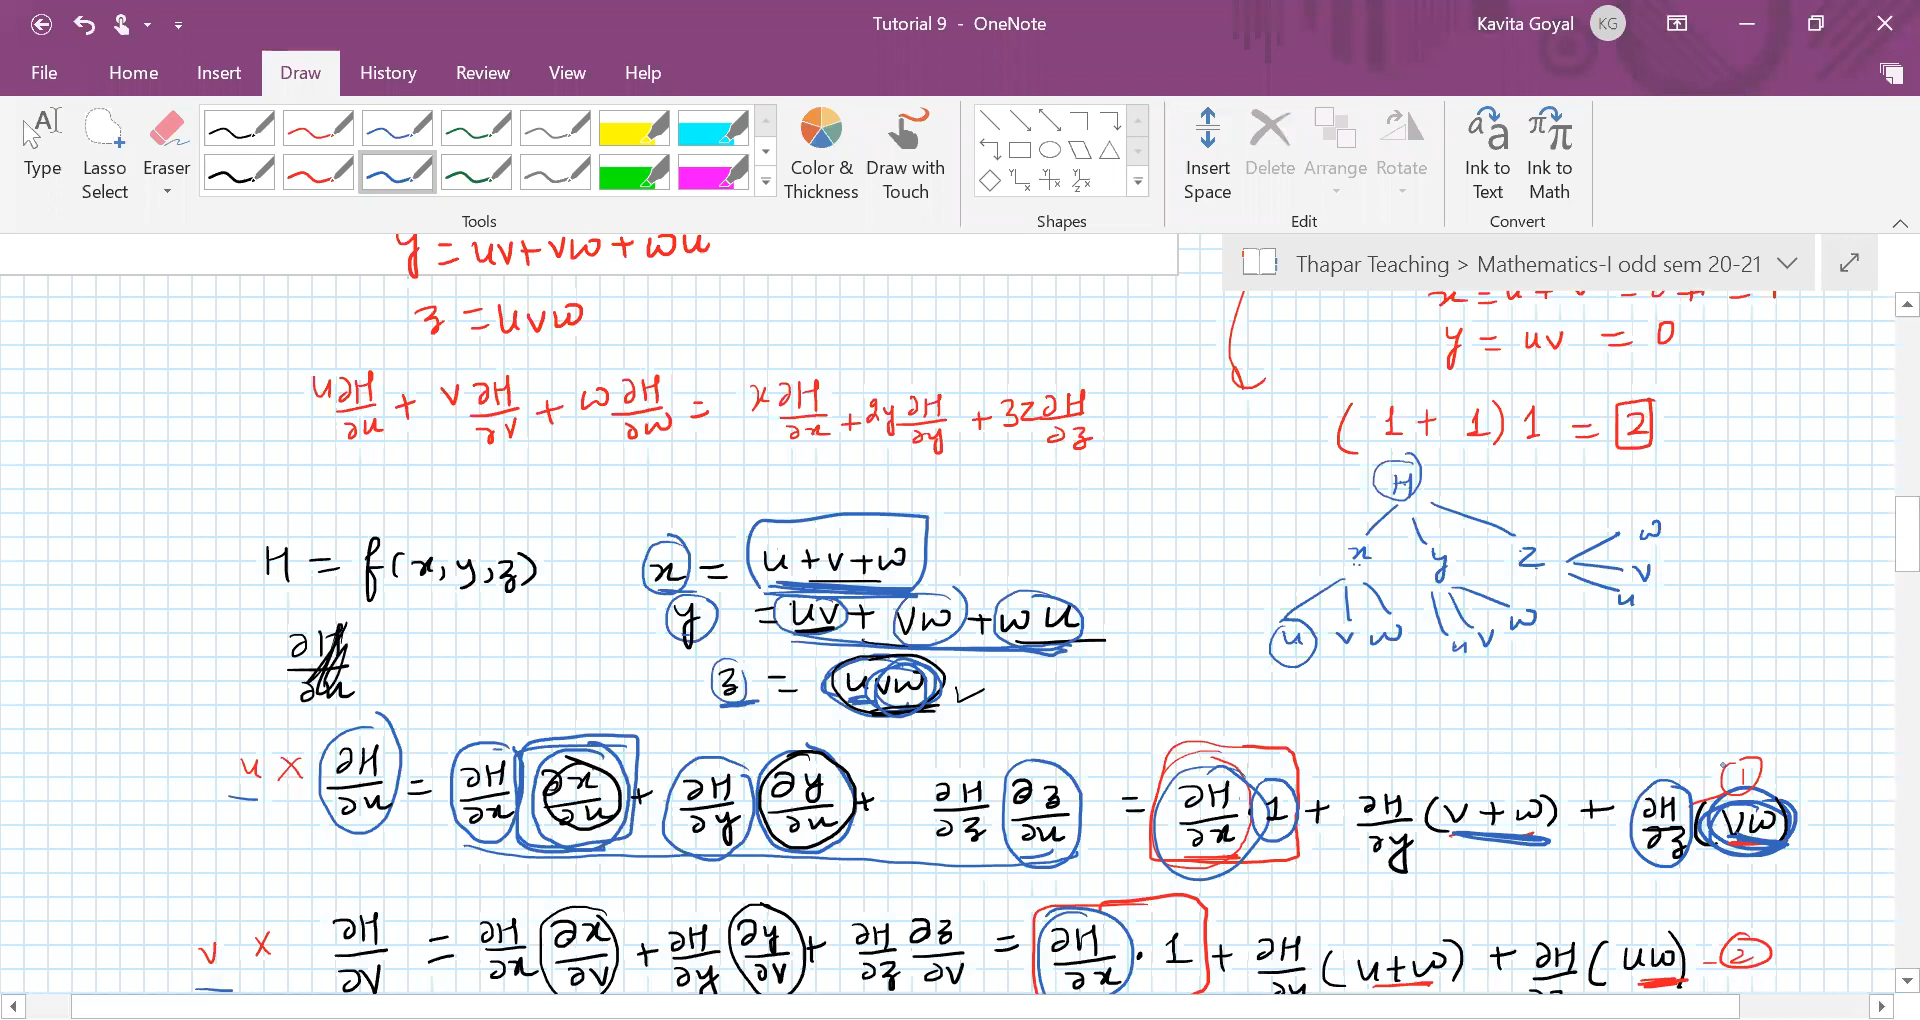 Tutorial 9 - OneNote
Kavita Goyal KG
File Home Insert Draw History Review View Help
Type
Lasso Select
Eraser
Color & Thickness
Draw with Touch
Insert Space
Delete
Arrange
Rotate
Ink to Text
Ink to Math
Tools
Shapes
Edit
Convert
Thapar Teaching > Mathematics-I odd sem 20-21
y = uv + vw + wu
z = uvw
u ∂H/∂u + v ∂H/∂v + w ∂H/∂w = x ∂H/∂x + 2y ∂H/∂y + 3z ∂H/∂z
y = uv = 0
(1 + 1) 1 = 2
H
x y z
w
v
u
u v w
u v w
H = f(x, y, z)
x = u + v + w
y = uv + vw + wu
z = uvw ✓
u × ∂H/∂u = ∂H/∂x ∂x/∂u + ∂H/∂y ∂y/∂u + ∂H/∂z ∂z/∂u = ∂H/∂x · 1 + ∂H/∂y (v + w) + ∂H/∂z (vw) ①
v × ∂H/∂v = ∂H/∂x ∂x/∂v + ∂H/∂y ∂y/∂v + ∂H/∂z ∂z/∂v = ∂H/∂x · 1 + ∂H/∂y (u + w) + ∂H/∂z (uw) – ②